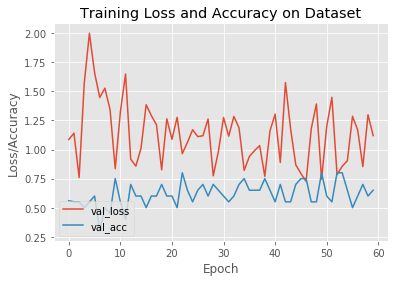 Training Loss and Accuracy on Dataset
Loss/Accuracy
2.00
1.75
1.50
1.25
1.00
0.75
0.50
0.25
val_loss
val_acc
0 10 20 30 40 50 60
Epoch